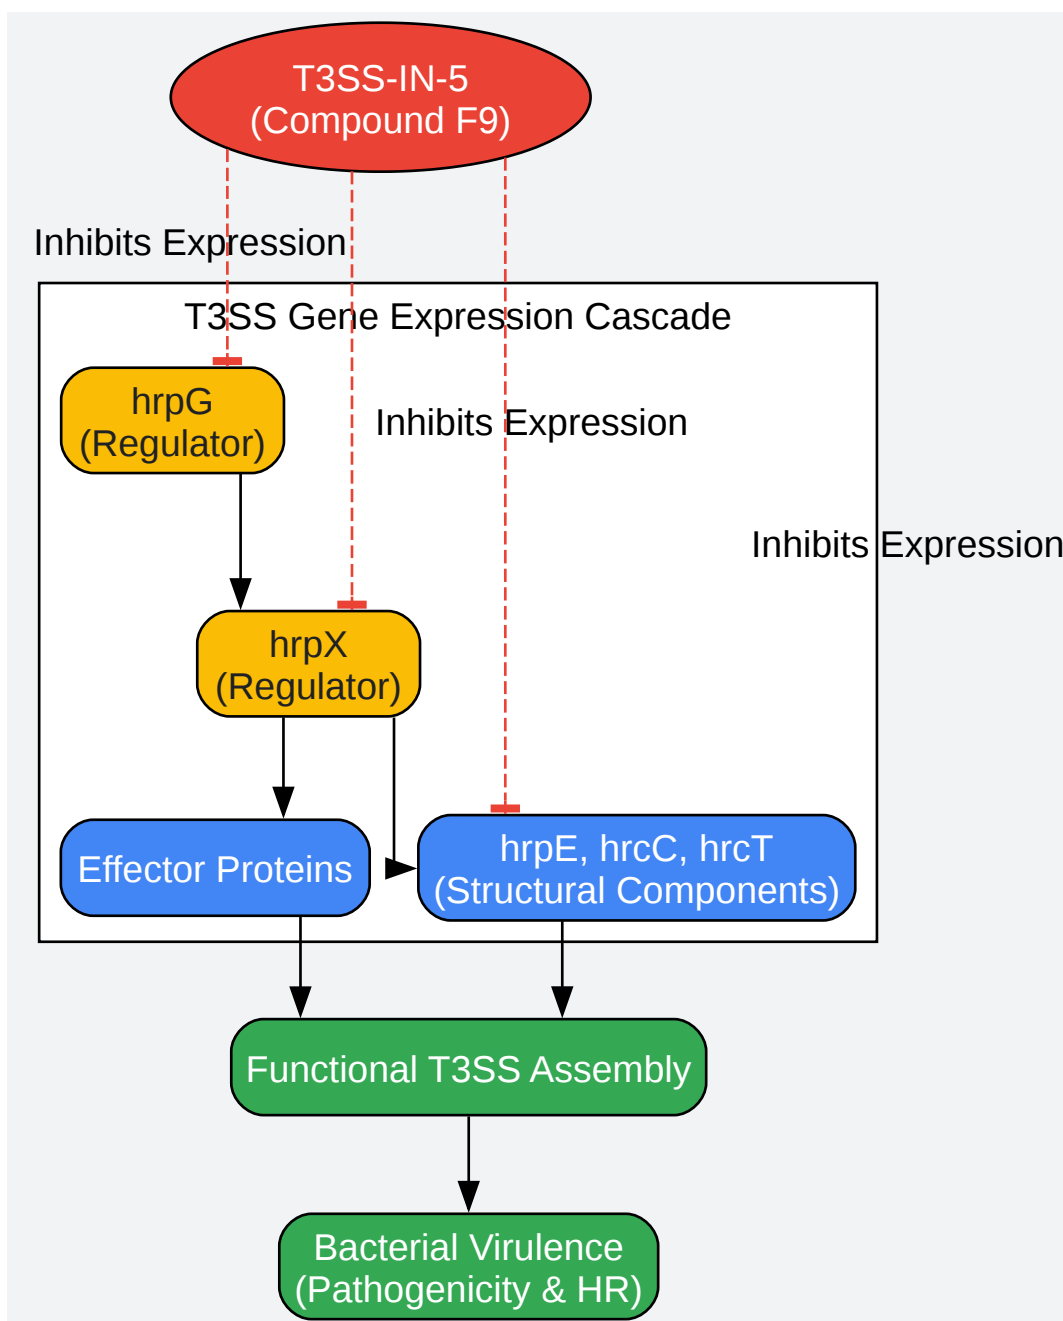 T3SS-IN-5
(Compound F9)
Inhibits Expression
T3SS Gene Expression Cascade
hrpG
(Regulator)
Inhibits Expression
Inhibits Expression
hrpX
(Regulator)
Effector Proteins
hrpE, hrcC, hrcT
(Structural Components)
Functional T3SS Assembly
Bacterial Virulence
(Pathogenicity & HR)